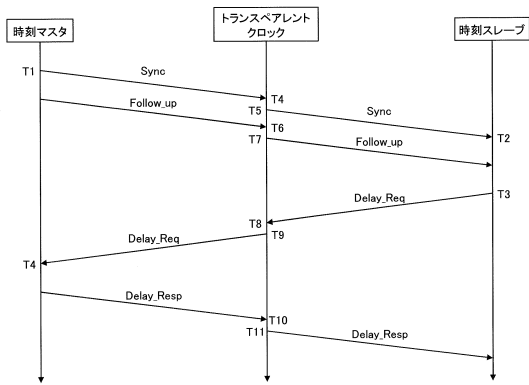 時刻マスタ
トランスペアレント
クロック
時刻スレーブ
T1
Sync
T4
T5
Sync
Follow_up
T6
T2
T7
Follow_up
T3
Delay_Req
T8
T9
Delay_Req
T4
Delay_Resp
T10
T11
Delay_Resp